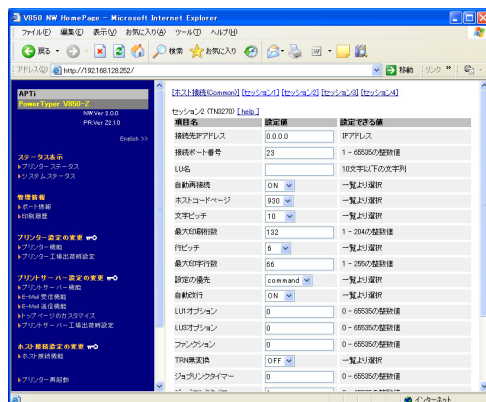 V850 NW HomePage - Microsoft Internet Explorer
ファイル(F) 編集(E) 表示(V) お気に入り(A) ツール(T) ヘルプ(H)
戻る 検索 お気に入り
アドレス(D) http://192.168.128.252/ 移動 リンク »
APTi
PowerTyper V850-Z
NW:Ver 2.0.0
PR:Ver 22.10
English >>
ステータス表示
プリンターステータス
システムステータス
管理情報
ポート情報
印刷履歴
プリンター設定の変更
プリンター機能
プリンター工場出荷時設定
プリントサーバー設定の変更
プリントサーバー機能
E-Mail 受信機能
E-Mail 送信機能
トップページのカスタマイズ
プリントサーバー工場出荷時設定
ホスト接続設定の変更
ホスト接続機能
プリンター再起動
[ホスト接続(Common)] [セッション1] [セッション2] [セッション3] [セッション4]
セッション2 (TN3270) [ help ]
項目名 設定値 設定できる値
接続先IPアドレス 0.0.0.0 IPアドレス
接続ポート番号 23 1 - 65535の整数値
LU名 10文字以下の文字列
自動再接続 ON 一覧より選択
ホストコードページ 930 一覧より選択
文字ピッチ 10 一覧より選択
最大印刷桁数 132 1 - 204の整数値
行ピッチ 6 一覧より選択
最大印字行数 66 1 - 255の整数値
設定の優先 command 一覧より選択
自動改行 ON 一覧より選択
LU1オプション 0 0 - 65535の整数値
LU3オプション 0 0 - 65535の整数値
ファンクション 0 0 - 65535の整数値
TRN無変換 OFF 一覧より選択
ジョブリンクタイマー 0 0 - 65535の整数値
インターネット